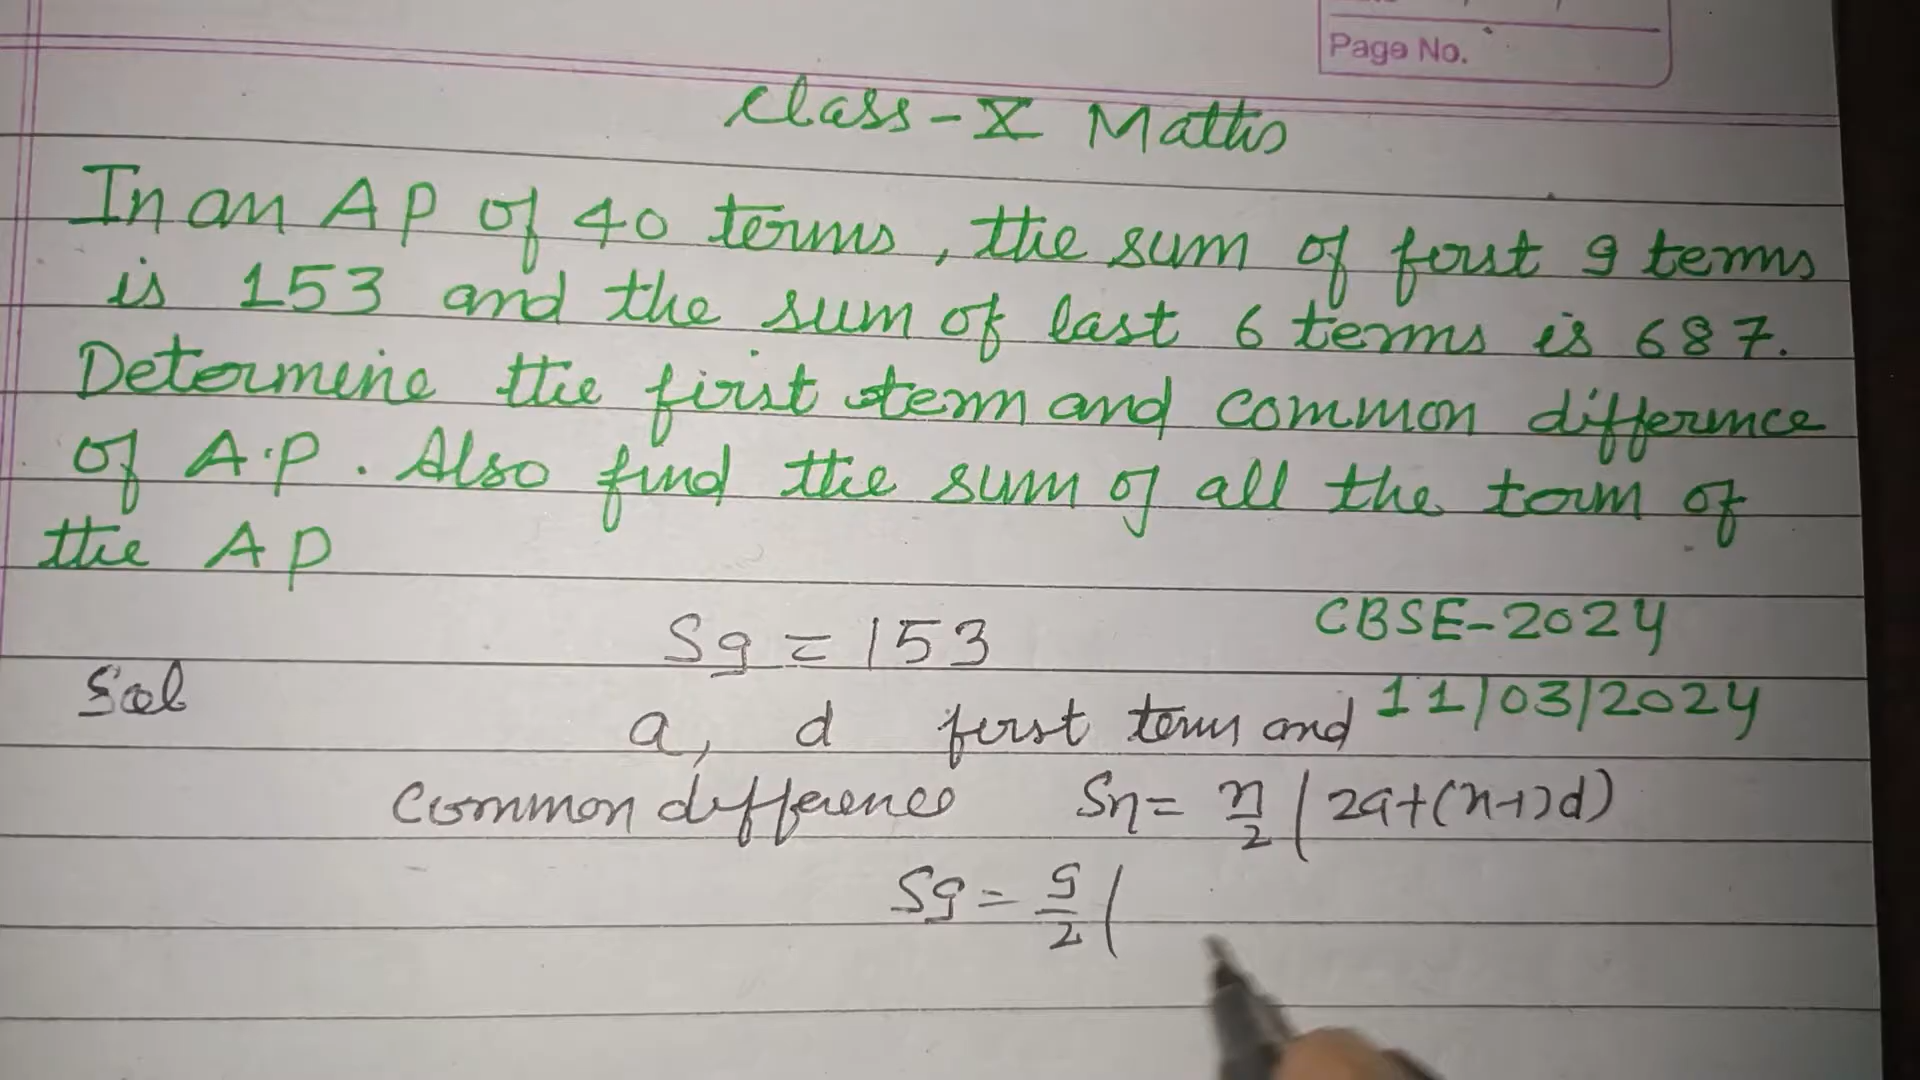 Page No.
Class-X Maths
In an AP of 40 terms, the sum of first 9 terms
is 153 and the sum of last 6 terms is 687.
Determine the first term and common difference
of A.P. Also find the sum of all the term of
the AP
S9 = 153
CBSE-2024
Sol
a, d first term and
11/03/2024
Common difference Sn = n/2 (2a+(n-1)d)
S9 = 9/2 (